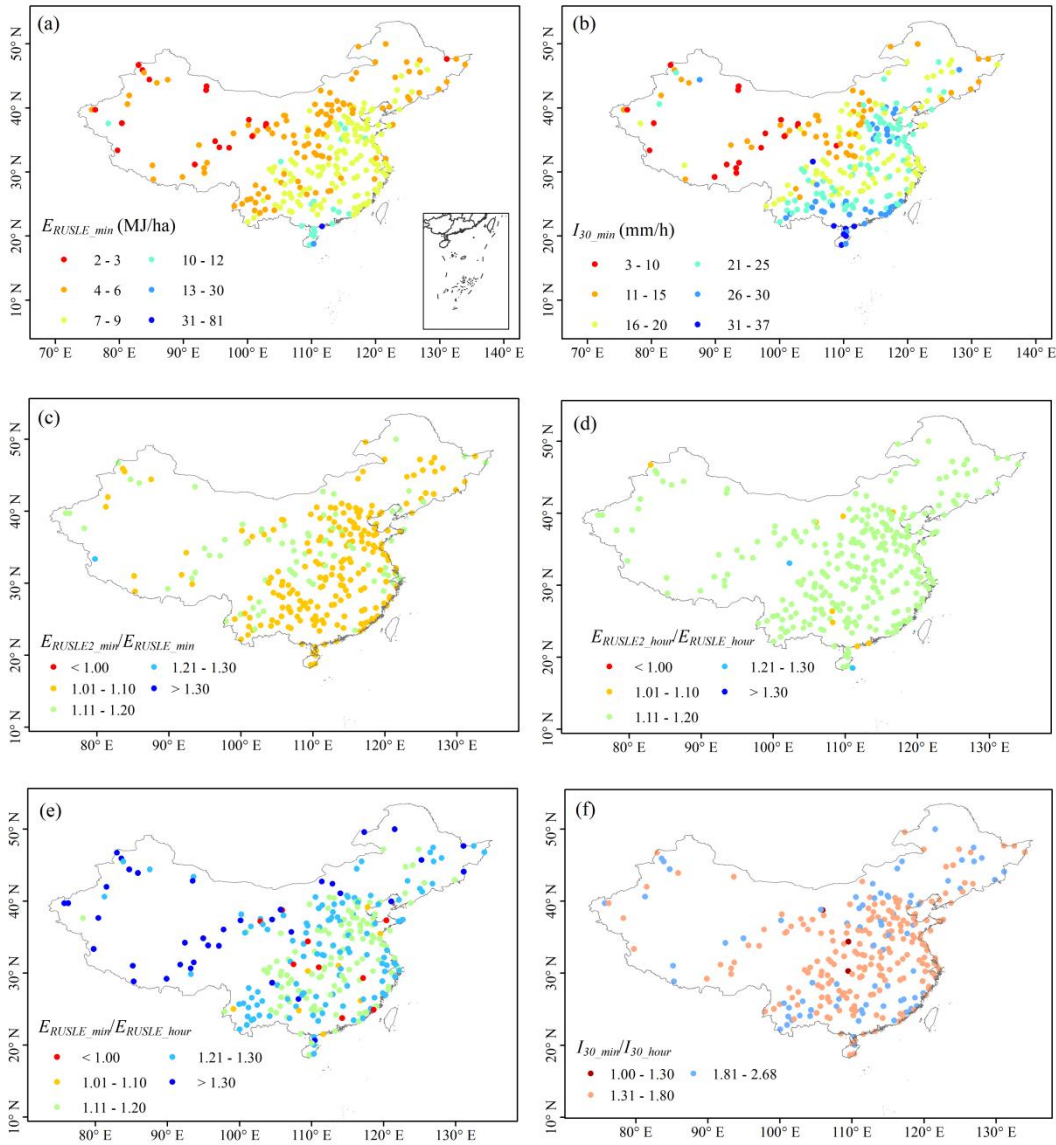 (a)
50° N
40° N
30° N
20° N
10° N
E_RUSLE_min (MJ/ha)
2 - 3
10 - 12
4 - 6
13 - 30
7 - 9
31 - 81
70° E 80° E 90° E 100° E 110° E 120° E 130° E 140° E
(b)
50° N
40° N
30° N
20° N
10° N
I_30_min (mm/h)
3 - 10
21 - 25
11 - 15
26 - 30
16 - 20
31 - 37
70° E 80° E 90° E 100° E 110° E 120° E 130° E 140° E
(c)
50° N
40° N
30° N
20° N
10° N
E_RUSLE2_min/E_RUSLE_min
< 1.00
1.21 - 1.30
1.01 - 1.10
> 1.30
1.11 - 1.20
80° E 90° E 100° E 110° E 120° E 130° E
(d)
50° N
40° N
30° N
20° N
10° N
E_RUSLE2_hour/E_RUSLE_hour
< 1.00
1.21 - 1.30
1.01 - 1.10
> 1.30
1.11 - 1.20
80° E 90° E 100° E 110° E 120° E 130° E
(e)
50° N
40° N
30° N
20° N
10° N
E_RUSLE_min/E_RUSLE_hour
< 1.00
1.21 - 1.30
1.01 - 1.10
> 1.30
1.11 - 1.20
80° E 90° E 100° E 110° E 120° E 130° E
(f)
50° N
40° N
30° N
20° N
10° N
I_30_min/I_30_hour
1.00 - 1.30
1.81 - 2.68
1.31 - 1.80
80° E 90° E 100° E 110° E 120° E 130° E